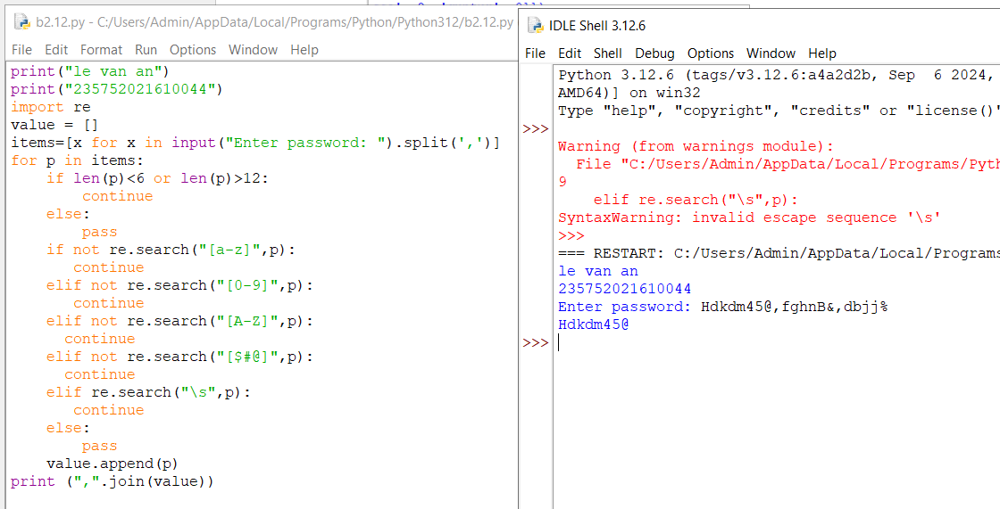 b2.12.py - C:/Users/Admin/AppData/Local/Programs/Python/Python312/b2.12.py
File Edit Format Run Options Window Help
print("le van an")
print("235752021610044")
import re
value = []
items=[x for x in input("Enter password: ").split(',')]
for p in items:
    if len(p)<6 or len(p)>12:
        continue
    else:
        pass
    if not re.search("[a-z]",p):
       continue
    elif not re.search("[0-9]",p):
       continue
    elif not re.search("[A-Z]",p):
      continue
    elif not re.search("[$#@]",p):
      continue
    elif re.search("\s",p):
       continue
    else:
        pass
    value.append(p)
print (",".join(value))
IDLE Shell 3.12.6
File Edit Shell Debug Options Window Help
Python 3.12.6 (tags/v3.12.6:a4a2d2b, Sep  6 2024,
AMD64)] on win32
Type "help", "copyright", "credits" or "license()"
>>>
Warning (from warnings module):
  File "C:/Users/Admin/AppData/Local/Programs/Pyth
9
    elif re.search("\s",p):
SyntaxWarning: invalid escape sequence '\s'
>>>
=== RESTART: C:/Users/Admin/AppData/Local/Programs
le van an
235752021610044
Enter password: Hdkdm45@,fghnB&,dbjj%
Hdkdm45@
>>>